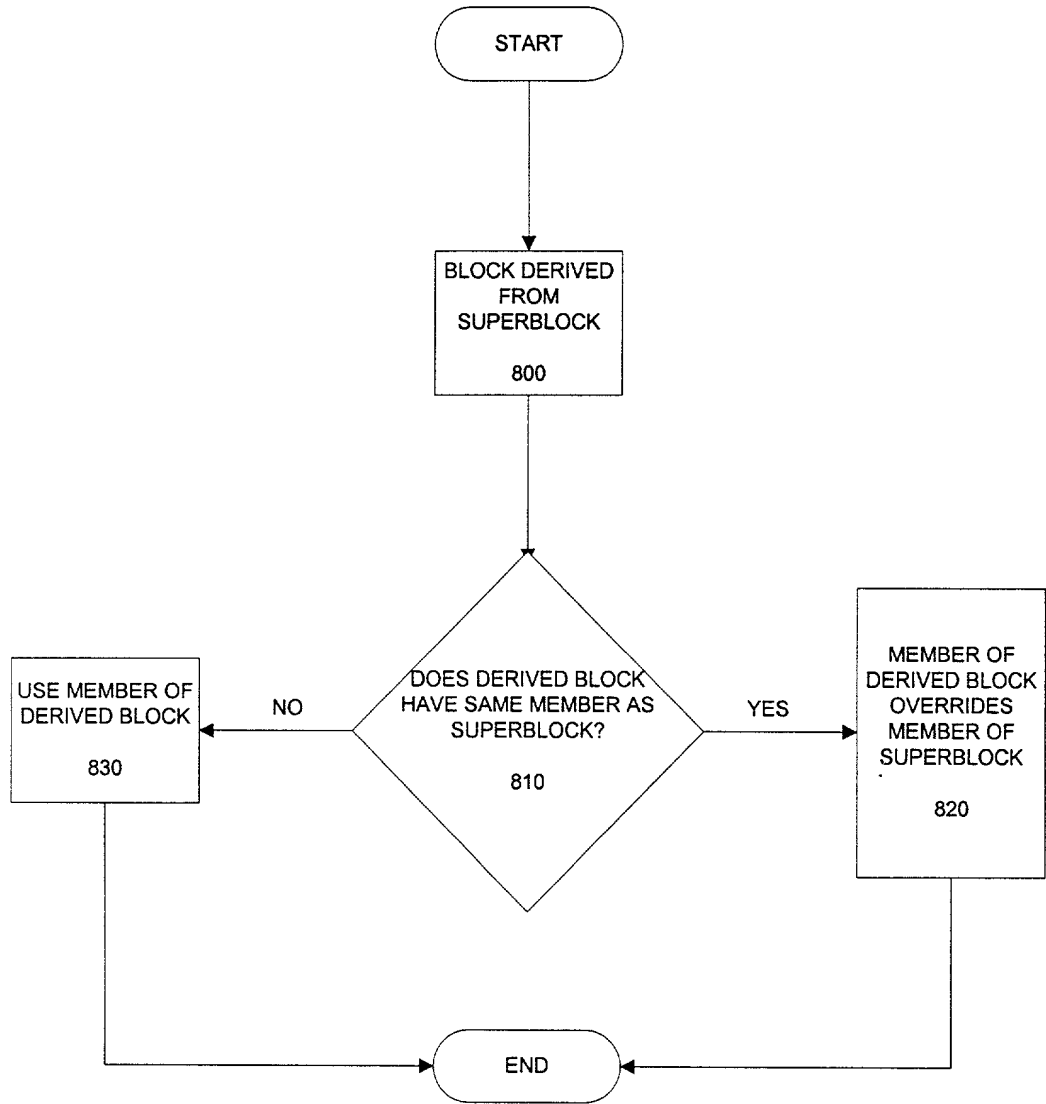 START
BLOCK DERIVED
FROM
SUPERBLOCK
800
DOES DERIVED BLOCK
HAVE SAME MEMBER AS
SUPERBLOCK?
810
NO
USE MEMBER OF
DERIVED BLOCK
830
YES
MEMBER OF
DERIVED BLOCK
OVERRIDES
MEMBER OF
SUPERBLOCK
820
END